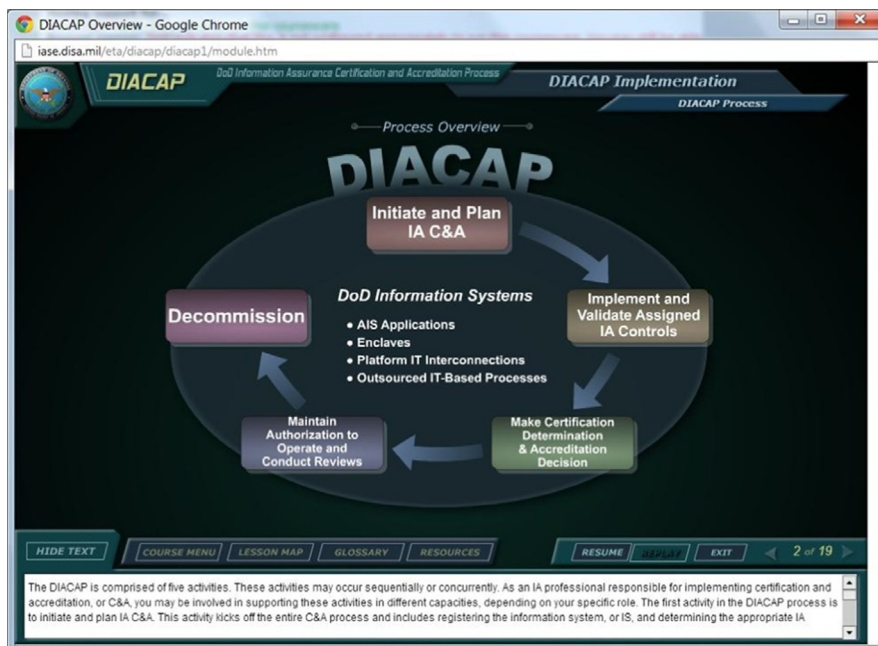 DIACAP Overview - Google Chrome
iase.disa.mil/eta/diacap/diacap1/module.htm
DIACAP
DoD Information Assurance Certification and Accreditation Process
DIACAP Implementation
DIACAP Process
Process Overview
DIACAP
Initiate and Plan
IA C&A
Implement and
Validate Assigned
IA Controls
Make Certification
Determination
& Accreditation
Decision
Maintain
Authorization to
Operate and
Conduct Reviews
Decommission
DoD Information Systems
• AIS Applications
• Enclaves
• Platform IT Interconnections
• Outsourced IT-Based Processes
HIDE TEXT
COURSE MENU
LESSON MAP
GLOSSARY
RESOURCES
RESUME
REPLAY
EXIT
2 of 19
The DIACAP is comprised of five activities. These activities may occur sequentially or concurrently. As an IA professional responsible for implementing certification and
accreditation, or C&A, you may be involved in supporting these activities in different capacities, depending on your specific role. The first activity in the DIACAP process is
to initiate and plan IA C&A. This activity kicks off the entire C&A process and includes registering the information system, or IS, and determining the appropriate IA